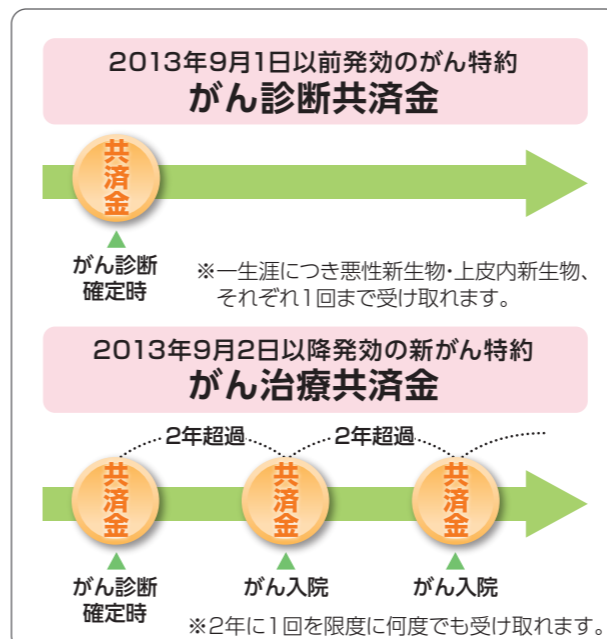 2013年9月1日以前発効のがん特約
がん診断共済金
共済金
がん診断
確定時
※一生涯につき悪性新生物・上皮内新生物、
それぞれ1回まで受け取れます。
2013年9月2日以降発効の新がん特約
がん治療共済金
2年超過
2年超過
共済金
共済金
共済金
がん診断
確定時
がん入院
がん入院
※2年に1回を限度に何度でも受け取れます。